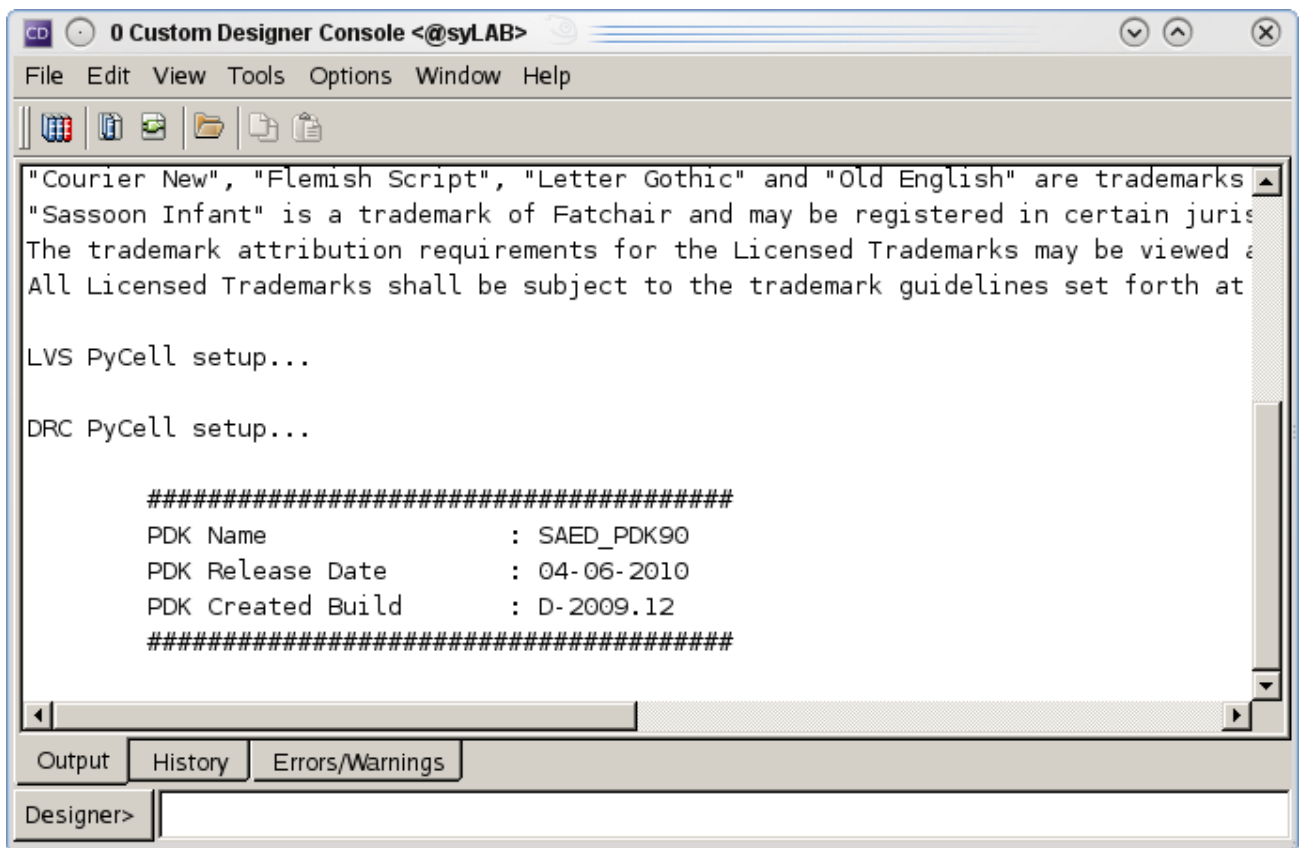 CD 0 Custom Designer Console <@syLAB>
File Edit View Tools Options Window Help
"Courier New", "Flemish Script", "Letter Gothic" and "Old English" are trademarks
"Sassoon Infant" is a trademark of Fatchair and may be registered in certain
The trademark attribution requirements for the Licensed Trademarks may be viewed
All Licensed Trademarks shall be subject to the trademark guidelines set forth at
LVS PyCell setup...
DRC PyCell setup...
#######################################
PDK Name : SAED_PDK90
PDK Release Date : 04-06-2010
PDK Created Build : D-2009.12
#######################################
Output History Errors/Warnings
Designer>